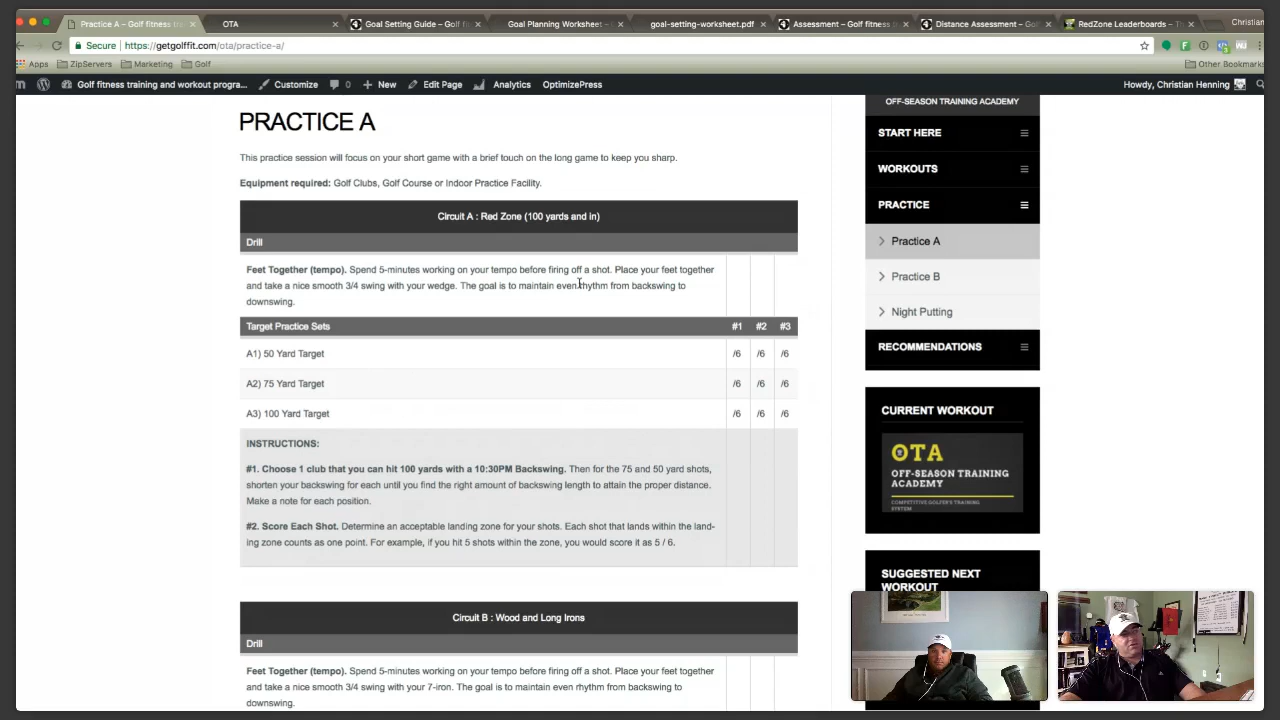 Practice A – Golf fitness
OTA
Goal Setting Guide – Golf f
Goal Planning Worksheet –
goal-setting-worksheet.pdf
Assessment – Golf fitness t
Distance Assessment – Gol
RedZone Leaderboards – Th
Christian
Secure | https://getgolffit.com/ota/practice-a/
Apps
ZipServers
Marketing
Golf
Other Bookmarks
Golf fitness training and workout progra...
Customize
0
New
Edit Page
Analytics
OptimizePress
Howdy, Christian Henning
PRACTICE A
This practice session will focus on your short game with a brief touch on the long game to keep you sharp.
Equipment required: Golf Clubs, Golf Course or Indoor Practice Facility.
Circuit A : Red Zone (100 yards and in)
Drill
Feet Together (tempo). Spend 5-minutes working on your tempo before firing off a shot. Place your feet together
and take a nice smooth 3/4 swing with your wedge. The goal is to maintain even rhythm from backswing to
downswing.
Target Practice Sets #1 #2 #3
A1) 50 Yard Target /6 /6 /6
A2) 75 Yard Target /6 /6 /6
A3) 100 Yard Target /6 /6 /6
INSTRUCTIONS:
#1. Choose 1 club that you can hit 100 yards with a 10:30PM Backswing. Then for the 75 and 50 yard shots,
shorten your backswing for each until you find the right amount of backswing length to attain the proper distance.
Make a note for each position.
#2. Score Each Shot. Determine an acceptable landing zone for your shots. Each shot that lands within the land-
ing zone counts as one point. For example, if you hit 5 shots within the zone, you would score it as 5 / 6.
Circuit B : Wood and Long Irons
Drill
Feet Together (tempo). Spend 5-minutes working on your tempo before firing off a shot. Place your feet together
and take a nice smooth 3/4 swing with your 7-iron. The goal is to maintain even rhythm from backswing to
downswing.
OFF-SEASON TRAINING ACADEMY
START HERE
WORKOUTS
PRACTICE
Practice A
Practice B
Night Putting
RECOMMENDATIONS
CURRENT WORKOUT
OTA
OFF-SEASON TRAINING
ACADEMY
COMPETITIVE GOLFER'S TRAINING
SYSTEM
SUGGESTED NEXT
WORKOUT